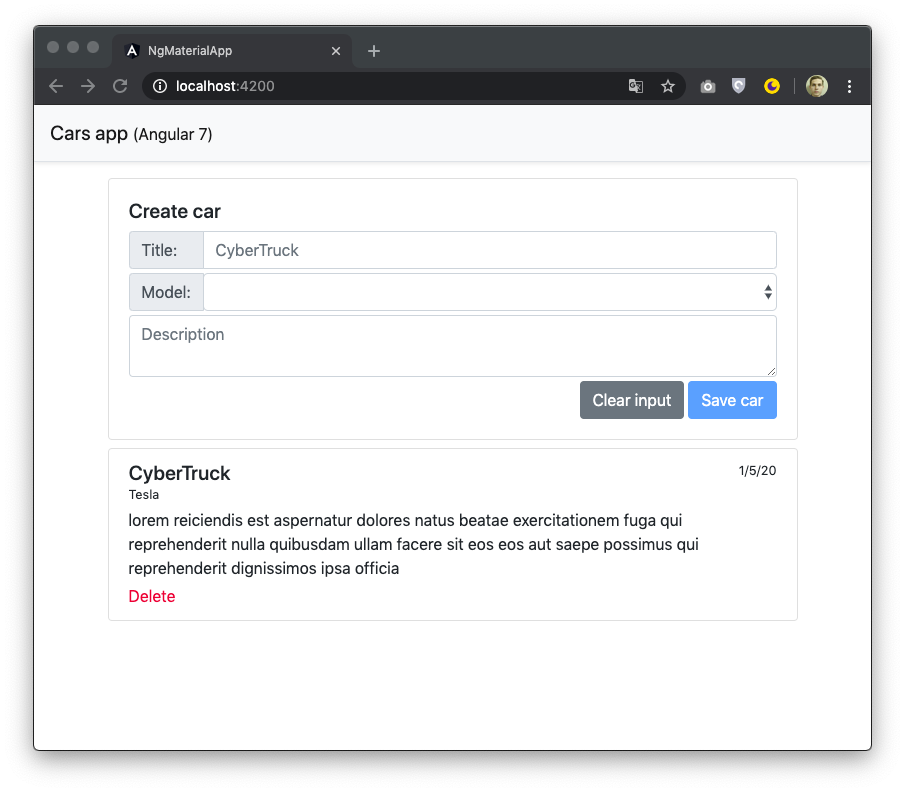 NgMaterialApp
localhost:4200
Cars app (Angular 7)
Create car
Title:
CyberTruck
Model:
Description
Clear input
Save car
CyberTruck
1/5/20
Tesla
lorem reiciendis est aspernatur dolores natus beatae exercitationem fuga qui
reprehenderit nulla quibusdam ullam facere sit eos eos aut saepe possimus qui
reprehenderit dignissimos ipsa officia
Delete